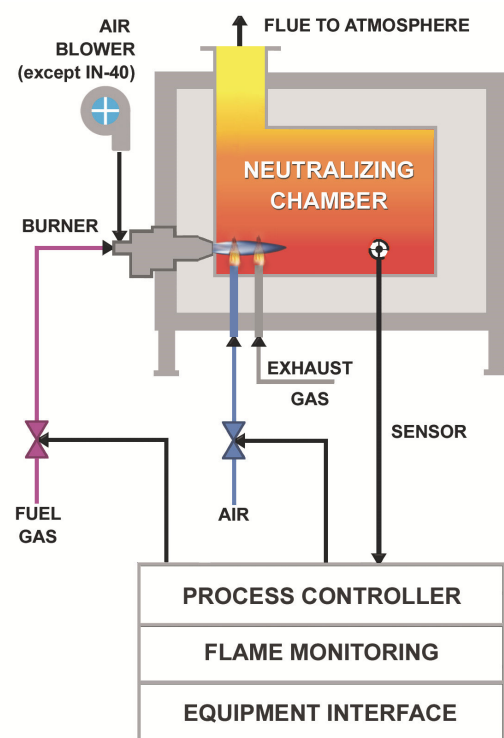 FLUE TO ATMOSPHERE
AIR
BLOWER
(except IN-40)
NEUTRALIZING
CHAMBER
BURNER
EXHAUST
GAS
SENSOR
FUEL
GAS
AIR
PROCESS CONTROLLER
FLAME MONITORING
EQUIPMENT INTERFACE